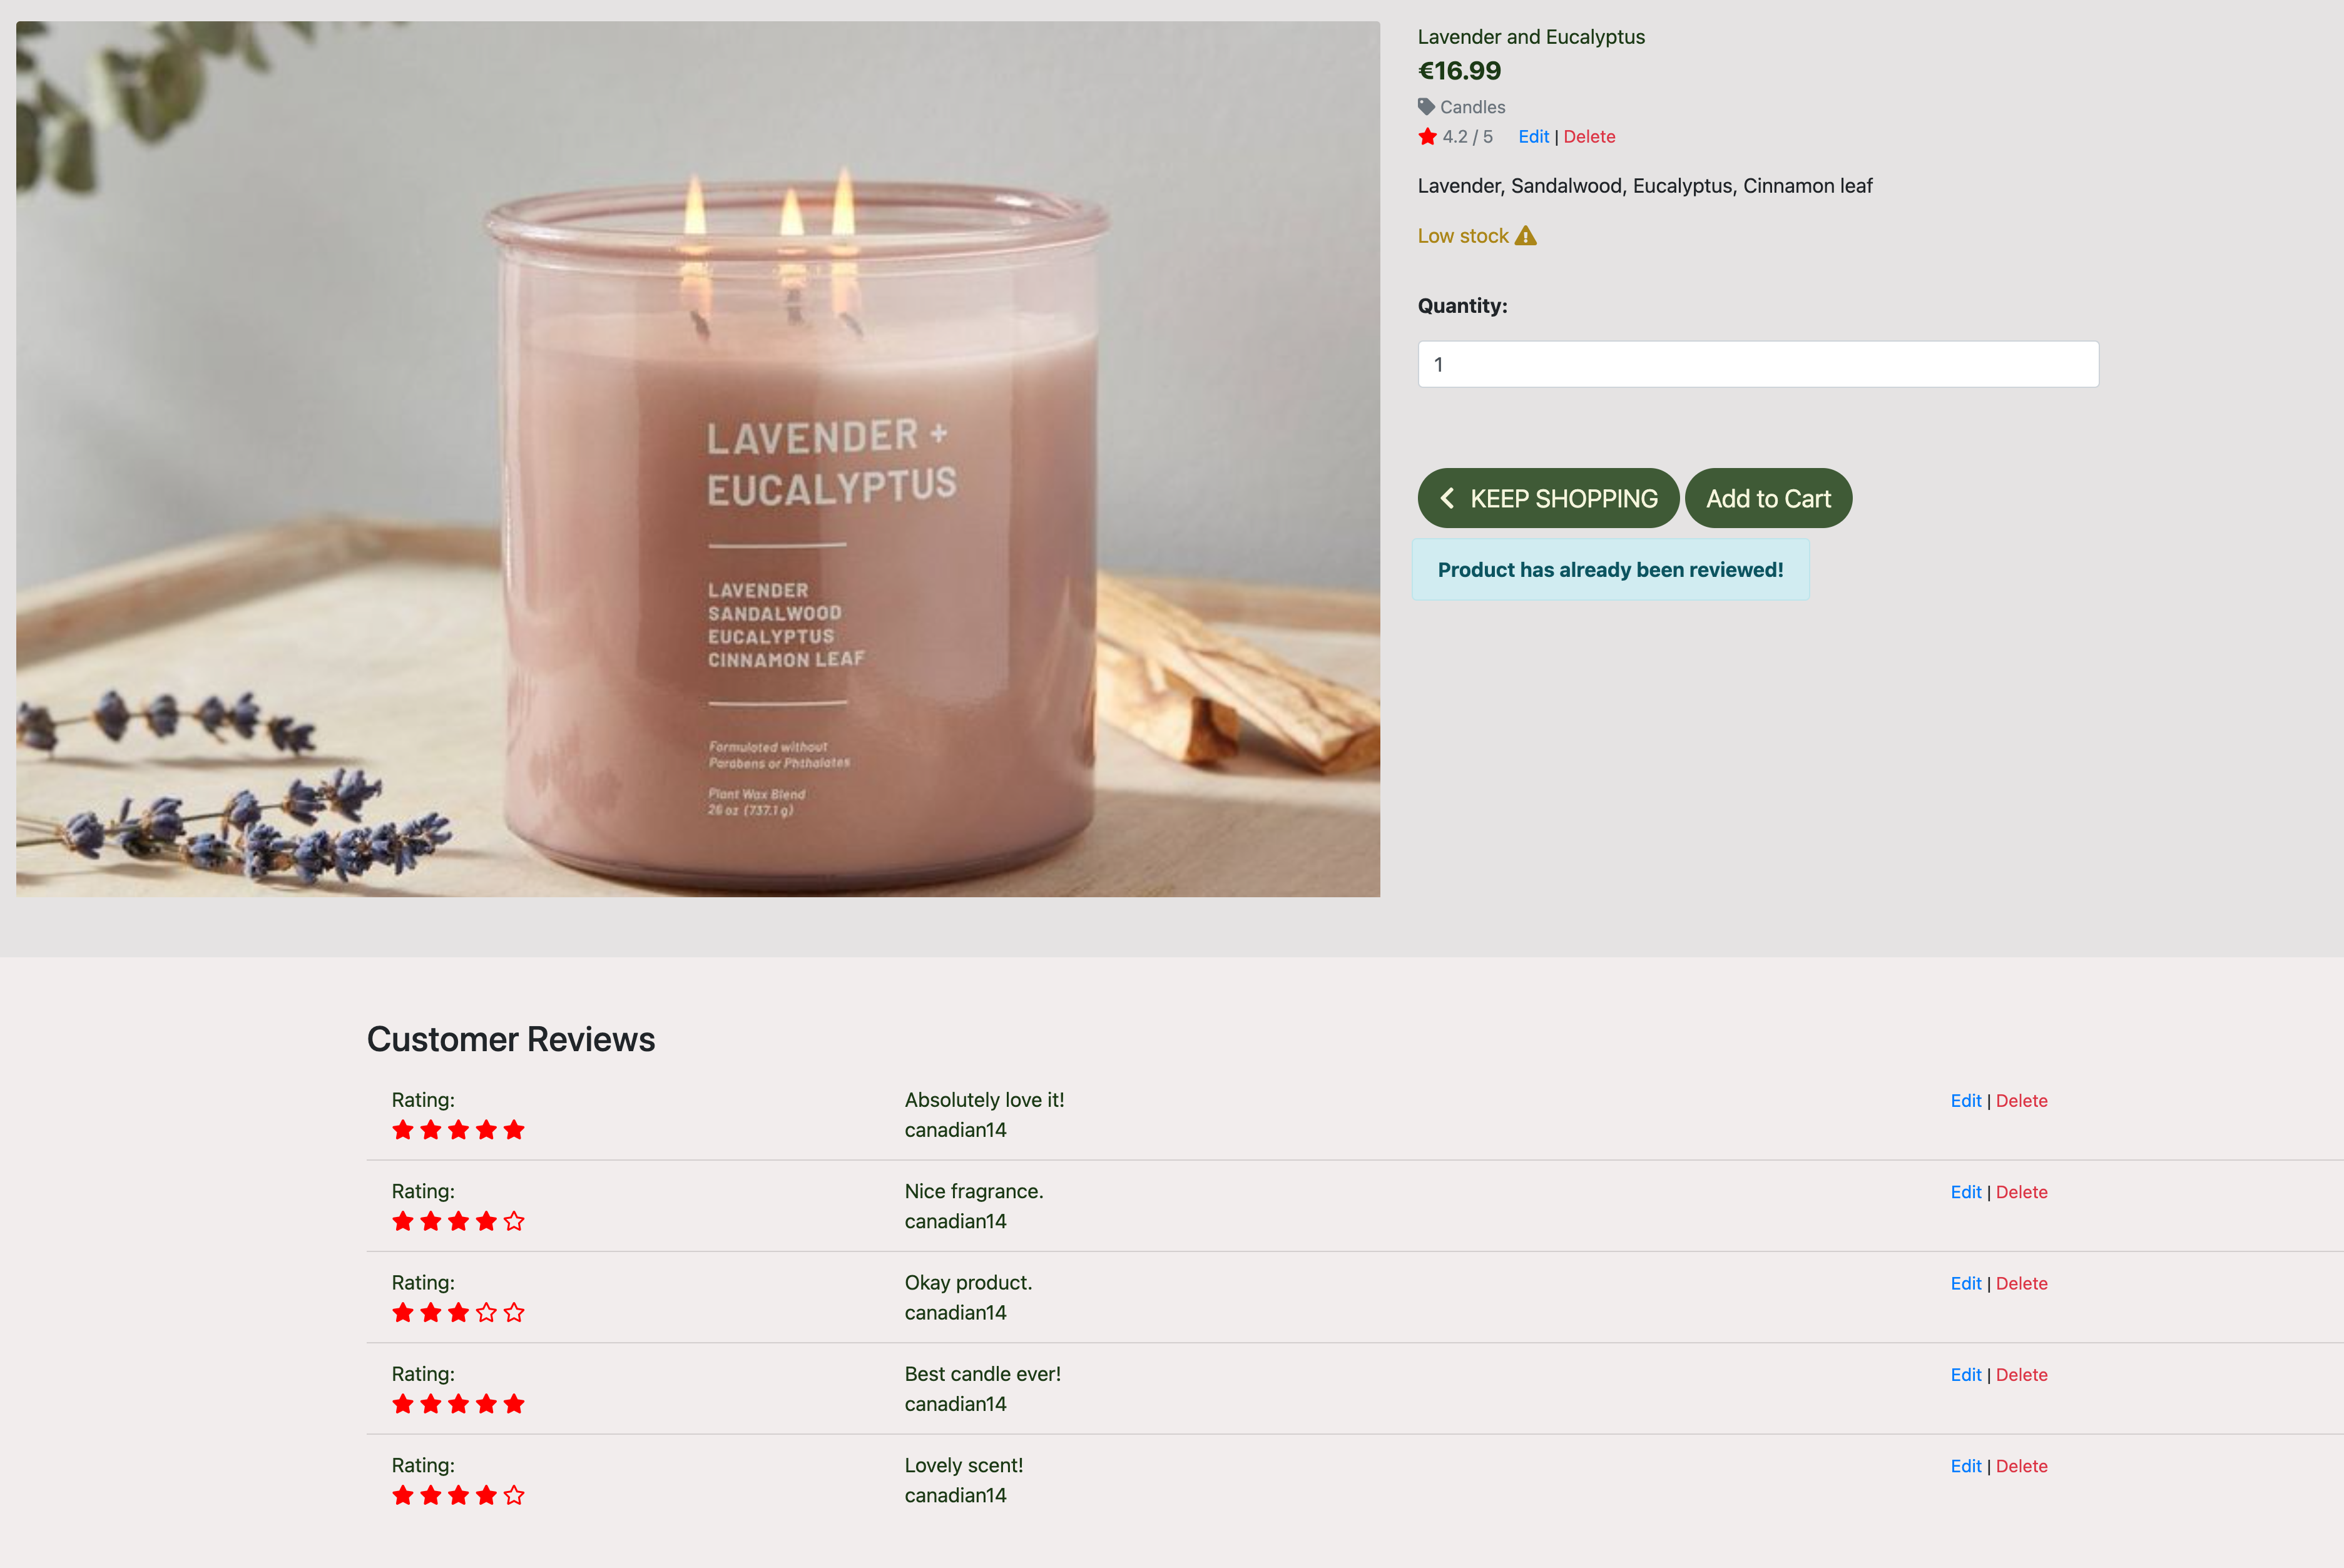 LAVENDER +
EUCALYPTUS
LAVENDER
SANDALWOOD
EUCALYPTUS
CINNAMON LEAF
Formulated without
Parabens or Phthalates
Plant Wax Blend
26 oz (737.1 g)
Lavender and Eucalyptus
€16.99
Candles
4.2 / 5 Edit | Delete
Lavender, Sandalwood, Eucalyptus, Cinnamon leaf
Low stock
Quantity:
1
KEEP SHOPPING Add to Cart
Product has already been reviewed!
Customer Reviews
Rating: Absolutely love it! Edit | Delete
canadian14
Rating: Nice fragrance. Edit | Delete
canadian14
Rating: Okay product. Edit | Delete
canadian14
Rating: Best candle ever! Edit | Delete
canadian14
Rating: Lovely scent! Edit | Delete
canadian14